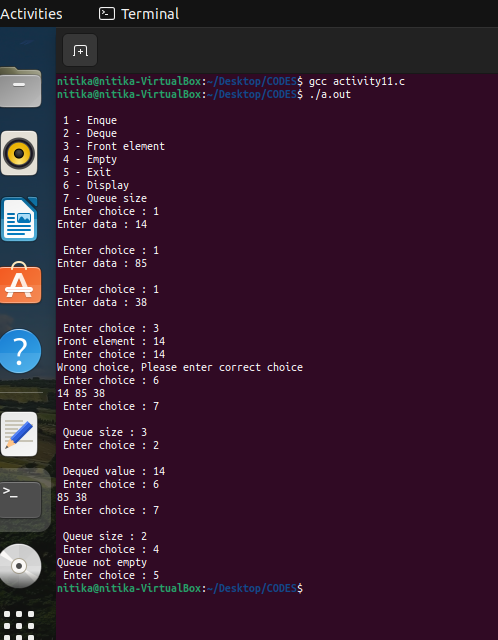 Activities
Terminal
nitika@nitika-VirtualBox:~/Desktop/CODES$ gcc activity11.c
nitika@nitika-VirtualBox:~/Desktop/CODES$ ./a.out
1 - Enque
2 - Deque
3 - Front element
4 - Empty
5 - Exit
6 - Display
7 - Queue size
Enter choice : 1
Enter data : 14
Enter choice : 1
Enter data : 85
Enter choice : 1
Enter data : 38
Enter choice : 3
Front element : 14
Enter choice : 14
Wrong choice, Please enter correct choice
Enter choice : 6
14 85 38
Enter choice : 7
Queue size : 3
Enter choice : 2
Dequed value : 14
Enter choice : 6
85 38
Enter choice : 7
Queue size : 2
Enter choice : 4
Queue not empty
Enter choice : 5
nitika@nitika-VirtualBox:~/Desktop/CODES$